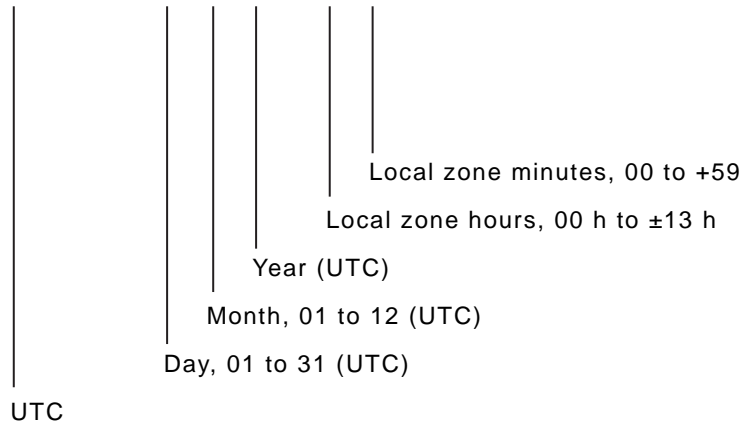 Local zone minutes, 00 to +59
Local zone hours, 00 h to ±13 h
Year (UTC)
Month, 01 to 12 (UTC)
Day, 01 to 31 (UTC)
UTC